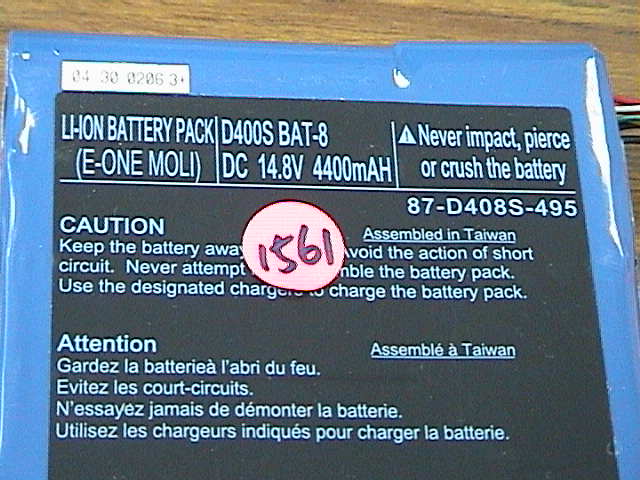 04 30 0206 3+
LI-ION BATTERY PACK D400S BAT-8
(E-ONE MOLI) DC 14.8V 4400mAH
Never impact, pierce
or crush the battery
87-D408S-495
CAUTION
Assembled in Taiwan
Keep the battery away void the action of short
circuit. Never attempt mble the battery pack.
Use the designated chargers to charge the battery pack.
1561
Attention
Assemblé à Taiwan
Gardez la batterieà l'abri du feu.
Evitez les court-circuits.
N'essayez jamais de démonter la batterie.
Utilisez les chargeurs indiqués pour charger la batterie.